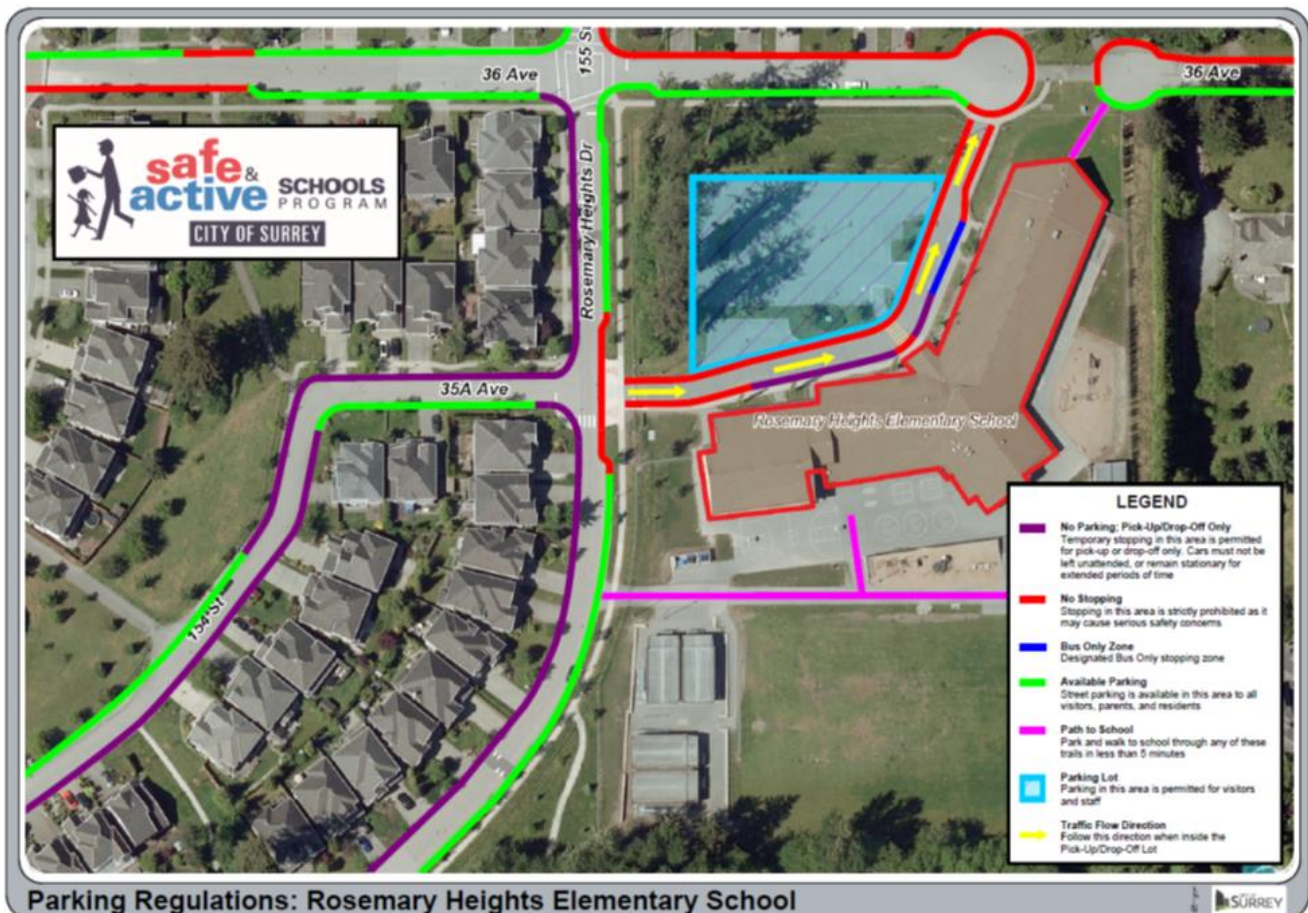 155 St
36 Ave
36 Ave
safe &
active SCHOOLS
PROGRAM
CITY OF SURREY
Rosemary Heights Dr
35A Ave
Rosemary Heights Elementary School
154 St
LEGEND
No Parking; Pick-Up/Drop-Off Only
Temporary stopping in this area is permitted
for pick-up or drop-off only. Cars must not be
left unattended, or remain stationary for
extended periods of time
No Stopping
Stopping in this area is strictly prohibited as it
may cause serious safety concerns
Bus Only Zone
Designated Bus Only stopping zone
Available Parking
Street parking is available in this area to all
visitors, parents, and residents
Path to School
Park and walk to school through any of these
trails in less than 5 minutes
Parking Lot
Parking in this area is permitted for visitors
and staff
Traffic Flow Direction
Follow this direction when inside the
Pick-Up/Drop-Off Lot
Parking Regulations: Rosemary Heights Elementary School
SURREY